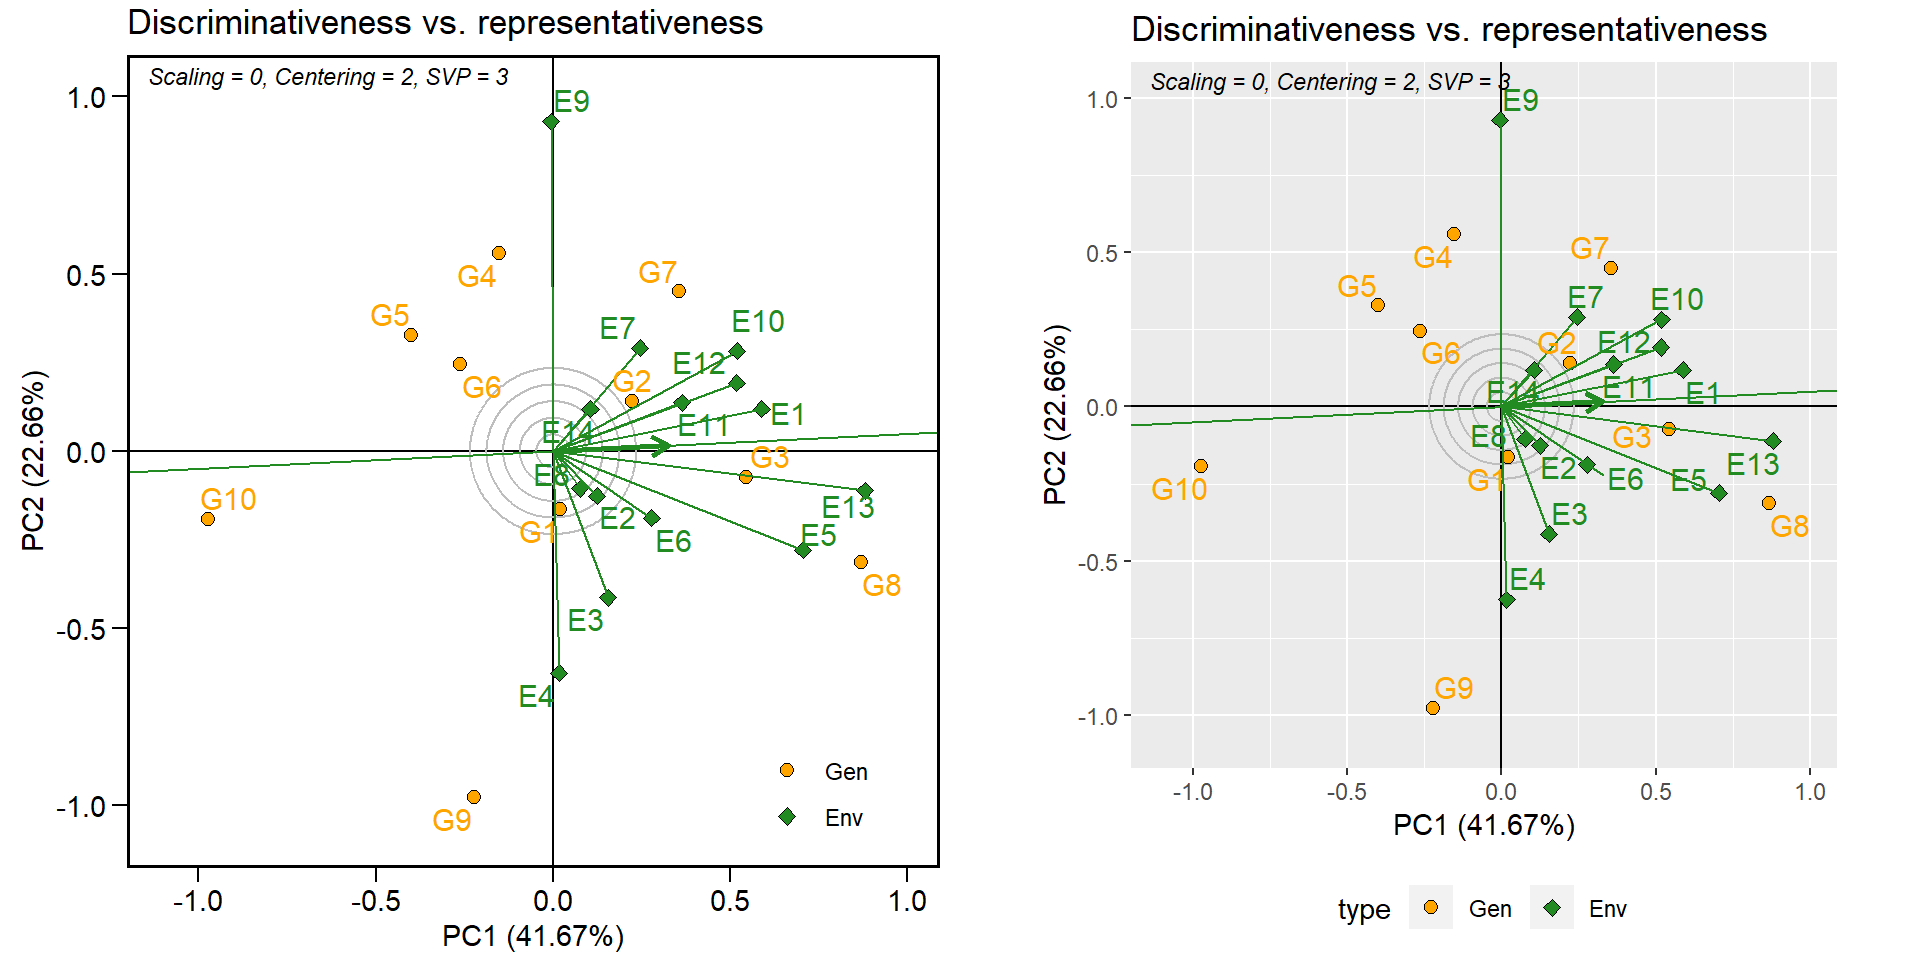 Discriminativeness vs. representativeness
Scaling = 0, Centering = 2, SVP = 3
E9
G4
G7
G5
E7
E10
E12
G6
G2
E14
E11
E1
E8
G3
G10
E13
G1
E2
E6
E5
G8
E3
E4
G9
Gen
Env
1.0
0.5
0.0
-0.5
-1.0
PC2 (22.66%)
-1.0
-0.5
0.0
0.5
1.0
PC1 (41.67%)
Discriminativeness vs. representativeness
Scaling = 0, Centering = 2, SVP = 3
E9
G4
G7
G5
E7
E10
G6
G2
E12
E14
E11
E1
E8
G3
G10
G1
E2
E6
E5
E13
E3
G8
E4
G9
1.0
0.5
0.0
-0.5
-1.0
PC2 (22.66%)
-1.0
-0.5
0.0
0.5
1.0
PC1 (41.67%)
type
Gen
Env